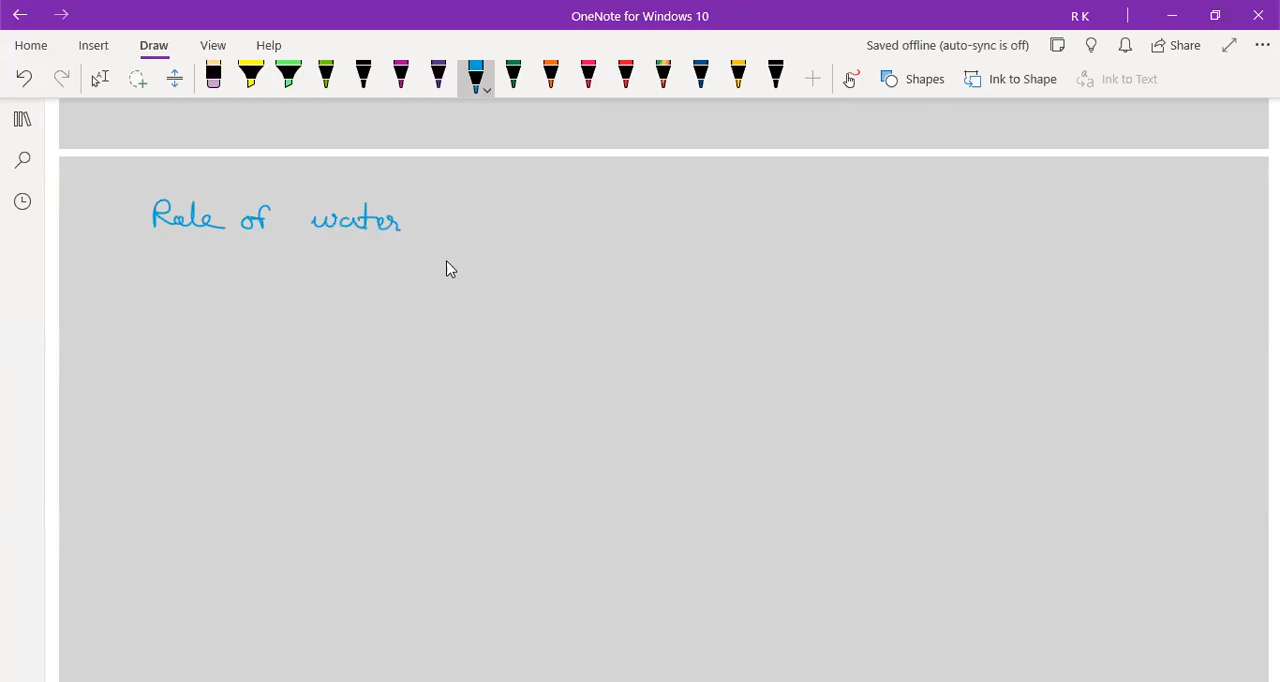 OneNote for Windows 10
R K
Home Insert Draw View Help
Saved offline (auto-sync is off)
Share
Shapes
Ink to Shape
Ink to Text
Role of water